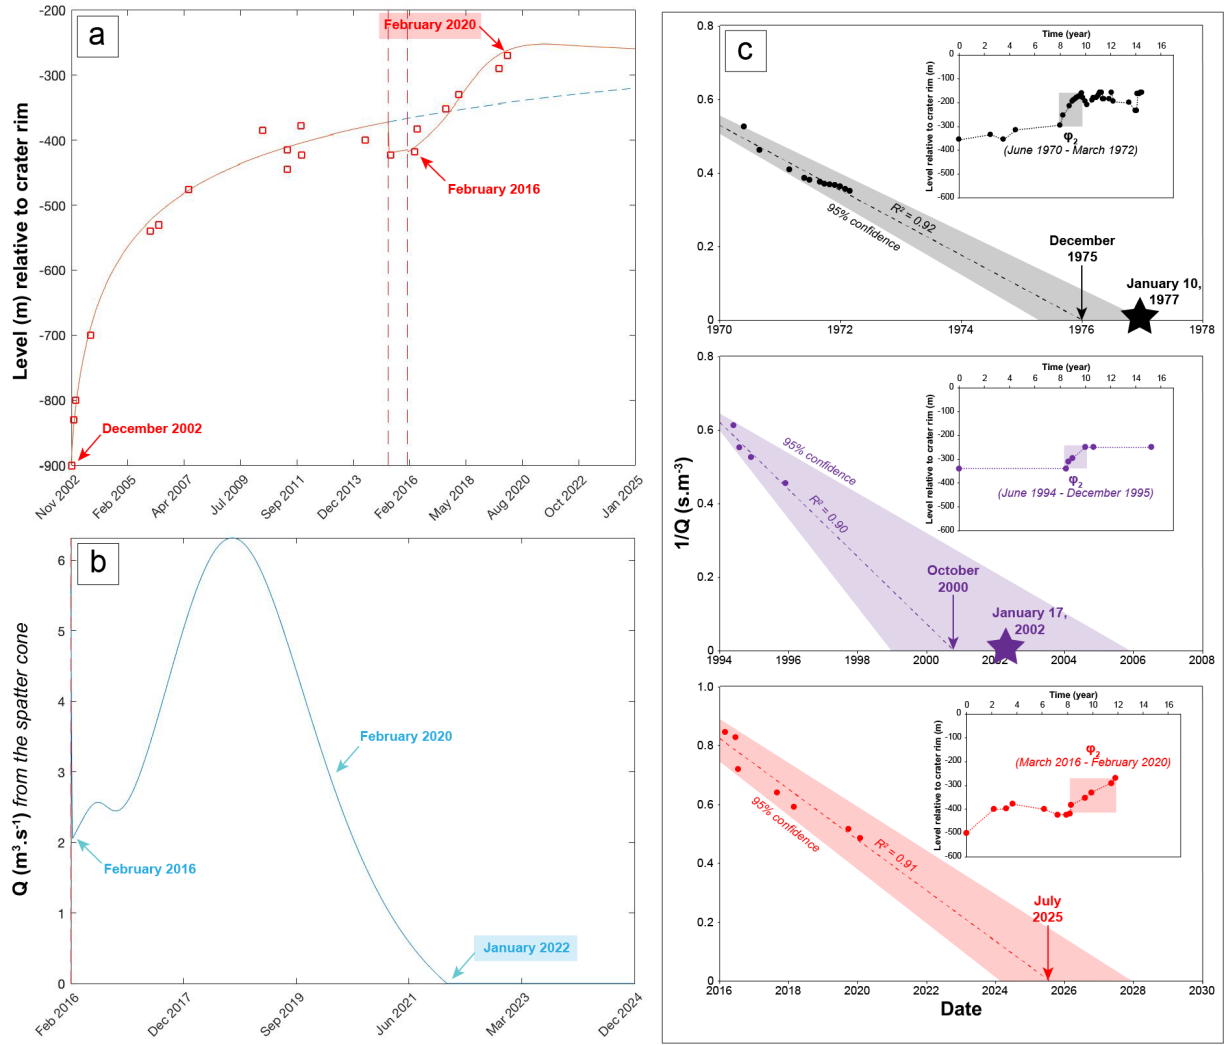 a
Level (m) relative to crater rim
-200
-300
-400
-500
-600
-700
-800
-900
February 2020
February 2016
December 2002
Nov 2002
Feb 2005
Apr 2007
Jul 2009
Sep 2011
Dec 2013
Feb 2016
May 2018
Aug 2020
Oct 2022
Jan 2025
b
Q (m³.s⁻¹) from the spatter cone
6
5
4
3
2
1
0
February 2020
February 2016
January 2022
Feb 2016
Dec 2017
Sep 2019
Jun 2021
Mar 2023
Dec 2024
c
1/Q (s.m⁻³)
0.8
0.6
0.4
0.2
0
R² = 0.92
95% confidence
December
1975
January 10,
1977
1970
1972
1974
1976
1978
Time (year)
0 2 4 6 8 10 12 14 16
Level relative to crater rim (m)
0
-100
-200
-300
-400
-500
-600
φ₂
(June 1970 - March 1972)
0.8
0.6
0.4
0.2
0
95% confidence
R² = 0.90
October
2000
January 17,
2002
1994
1996
1998
2000
2002
2004
2006
2008
Time (year)
0 2 4 6 8 10 12 14 16
Level relative to crater rim (m)
0
-100
-200
-300
-400
-500
-600
φ₂
(June 1994 - December 1995)
1.0
0.8
0.6
0.4
0.2
0
95% confidence
R² = 0.91
July
2025
2016
2018
2020
2022
2024
2026
2028
2030
Date
Time (year)
0 2 4 6 8 10 12 14 16
Level relative to crater rim (m)
0
-100
-200
-300
-400
-500
-600
φ₂
(March 2016 - February 2020)